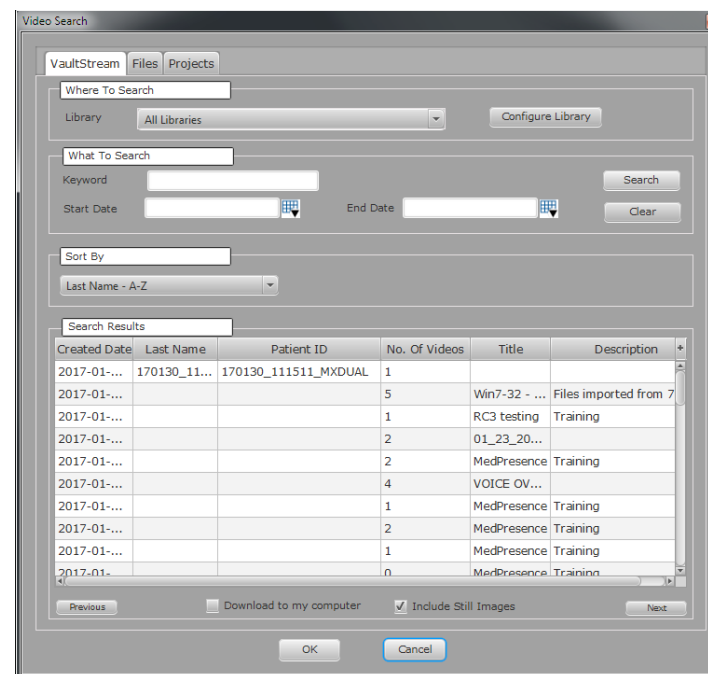 Video Search
VaultStream Files Projects
Where To Search
Library All Libraries Configure Library
What To Search
Keyword Search
Start Date End Date Clear
Sort By
Last Name - A-Z
Search Results
Created Date Last Name Patient ID No. Of Videos Title Description +
2017-01-... 170130_11... 170130_111511_MXDUAL 1
2017-01-... 5 Win7-32 - ... Files imported from 7
2017-01-... 1 RC3 testing Training
2017-01-... 2 01_23_20...
2017-01-... 2 MedPresence Training
2017-01-... 4 VOICE OV...
2017-01-... 1 MedPresence Training
2017-01-... 2 MedPresence Training
2017-01-... 1 MedPresence Training
2017-01- 0 MedPresence Training
Previous Download to my computer Include Still Images Next
OK Cancel